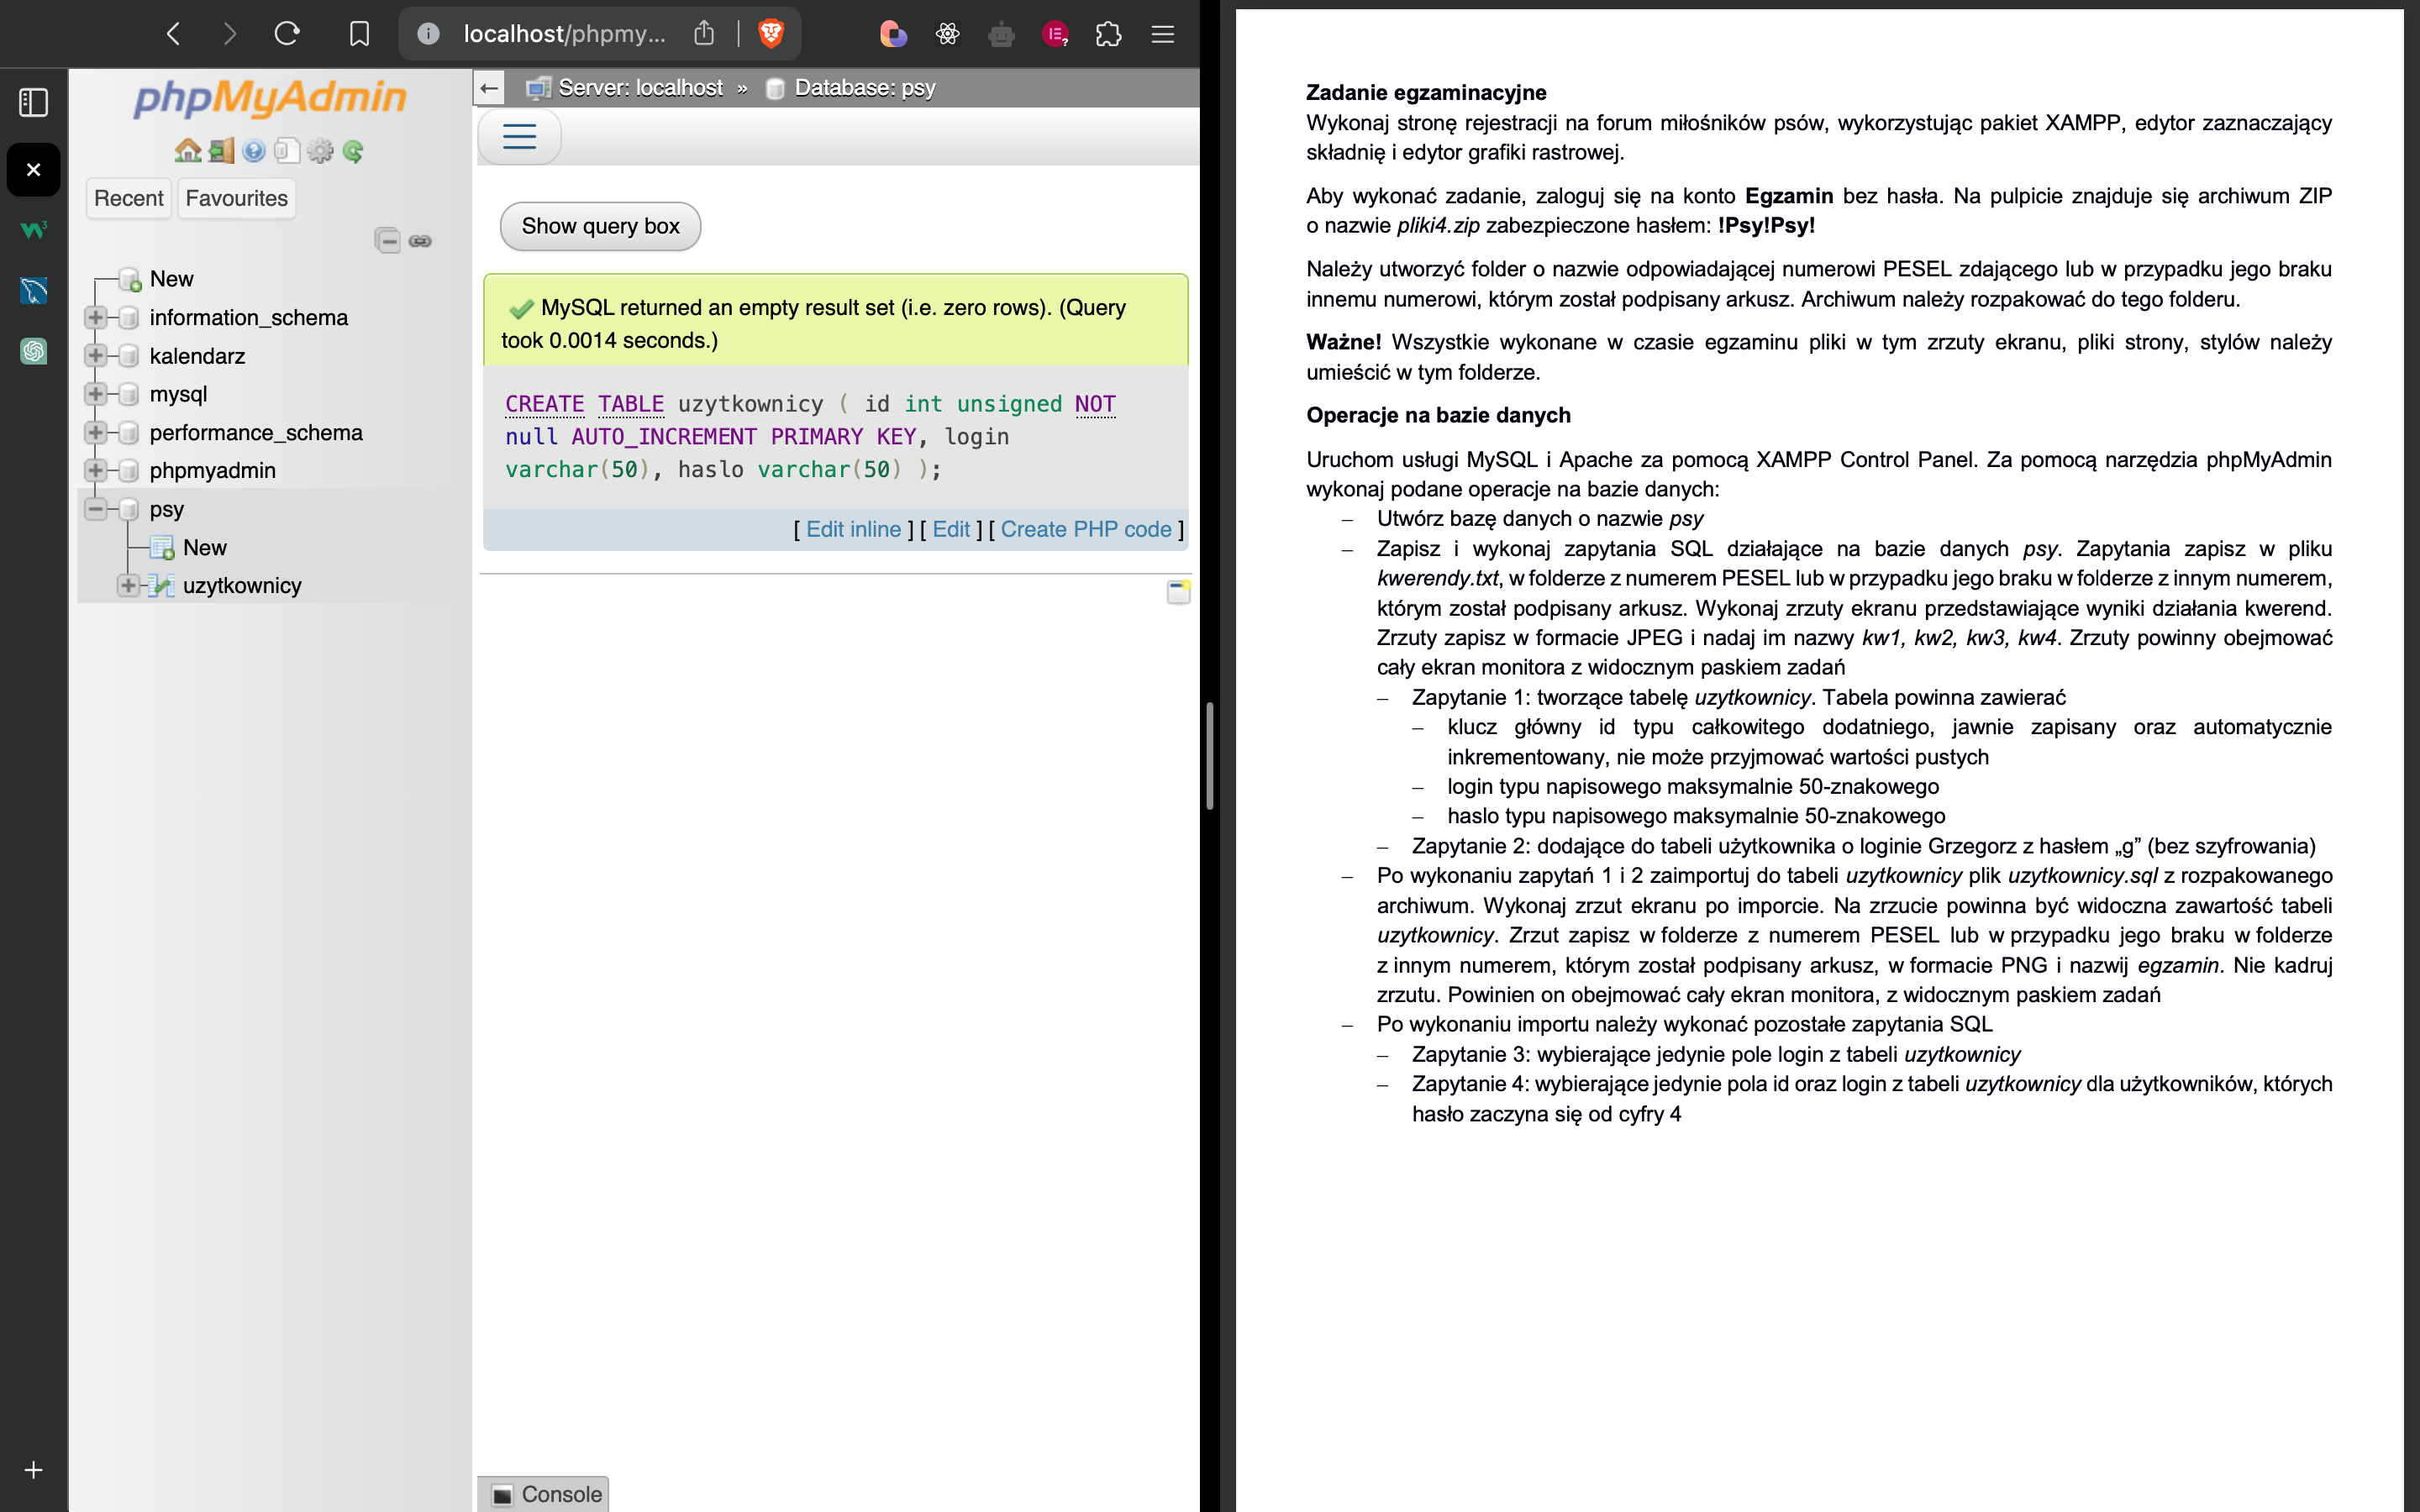 localhost/phpmy...
phpMyAdmin
Recent
Favourites
New
information_schema
kalendarz
mysql
performance_schema
phpmyadmin
psy
New
uzytkownicy
Server: localhost » Database: psy
Show query box
MySQL returned an empty result set (i.e. zero rows). (Query
took 0.0014 seconds.)
CREATE TABLE uzytkownicy ( id int unsigned NOT
null AUTO_INCREMENT PRIMARY KEY, login
varchar(50), haslo varchar(50) );
[ Edit inline ] [ Edit ] [ Create PHP code ]
Console
Zadanie egzaminacyjne
Wykonaj stronę rejestracji na forum miłośników psów, wykorzystując pakiet XAMPP, edytor zaznaczający
składnię i edytor grafiki rastrowej.
Aby wykonać zadanie, zaloguj się na konto Egzamin bez hasła. Na pulpicie znajduje się archiwum ZIP
o nazwie pliki4.zip zabezpieczone hasłem: !Psy!Psy!
Należy utworzyć folder o nazwie odpowiadającej numerowi PESEL zdającego lub w przypadku jego braku
innemu numerowi, którym został podpisany arkusz. Archiwum należy rozpakować do tego folderu.
Ważne! Wszystkie wykonane w czasie egzaminu pliki w tym zrzuty ekranu, pliki strony, stylów należy
umieścić w tym folderze.
Operacje na bazie danych
Uruchom usługi MySQL i Apache za pomocą XAMPP Control Panel. Za pomocą narzędzia phpMyAdmin
wykonaj podane operacje na bazie danych:
– Utwórz bazę danych o nazwie psy
– Zapisz i wykonaj zapytania SQL działające na bazie danych psy. Zapytania zapisz w pliku
kwerendy.txt, w folderze z numerem PESEL lub w przypadku jego braku w folderze z innym numerem,
którym został podpisany arkusz. Wykonaj zrzuty ekranu przedstawiające wyniki działania kwerend.
Zrzuty zapisz w formacie JPEG i nadaj im nazwy kw1, kw2, kw3, kw4. Zrzuty powinny obejmować
cały ekran monitora z widocznym paskiem zadań
– Zapytanie 1: tworzące tabelę uzytkownicy. Tabela powinna zawierać
– klucz główny id typu całkowitego dodatniego, jawnie zapisany oraz automatycznie
inkrementowany, nie może przyjmować wartości pustych
– login typu napisowego maksymalnie 50-znakowego
– haslo typu napisowego maksymalnie 50-znakowego
– Zapytanie 2: dodające do tabeli użytkownika o loginie Grzegorz z hasłem „g” (bez szyfrowania)
– Po wykonaniu zapytań 1 i 2 zaimportuj do tabeli uzytkownicy plik uzytkownicy.sql z rozpakowanego
archiwum. Wykonaj zrzut ekranu po imporcie. Na zrzucie powinna być widoczna zawartość tabeli
uzytkownicy. Zrzut zapisz w folderze z numerem PESEL lub w przypadku jego braku w folderze
z innym numerem, którym został podpisany arkusz, w formacie PNG i nazwij egzamin. Nie kadruj
zrzutu. Powinien on obejmować cały ekran monitora, z widocznym paskiem zadań
– Po wykonaniu importu należy wykonać pozostałe zapytania SQL
– Zapytanie 3: wybierające jedynie pole login z tabeli uzytkownicy
– Zapytanie 4: wybierające jedynie pola id oraz login z tabeli uzytkownicy dla użytkowników, których
hasło zaczyna się od cyfry 4